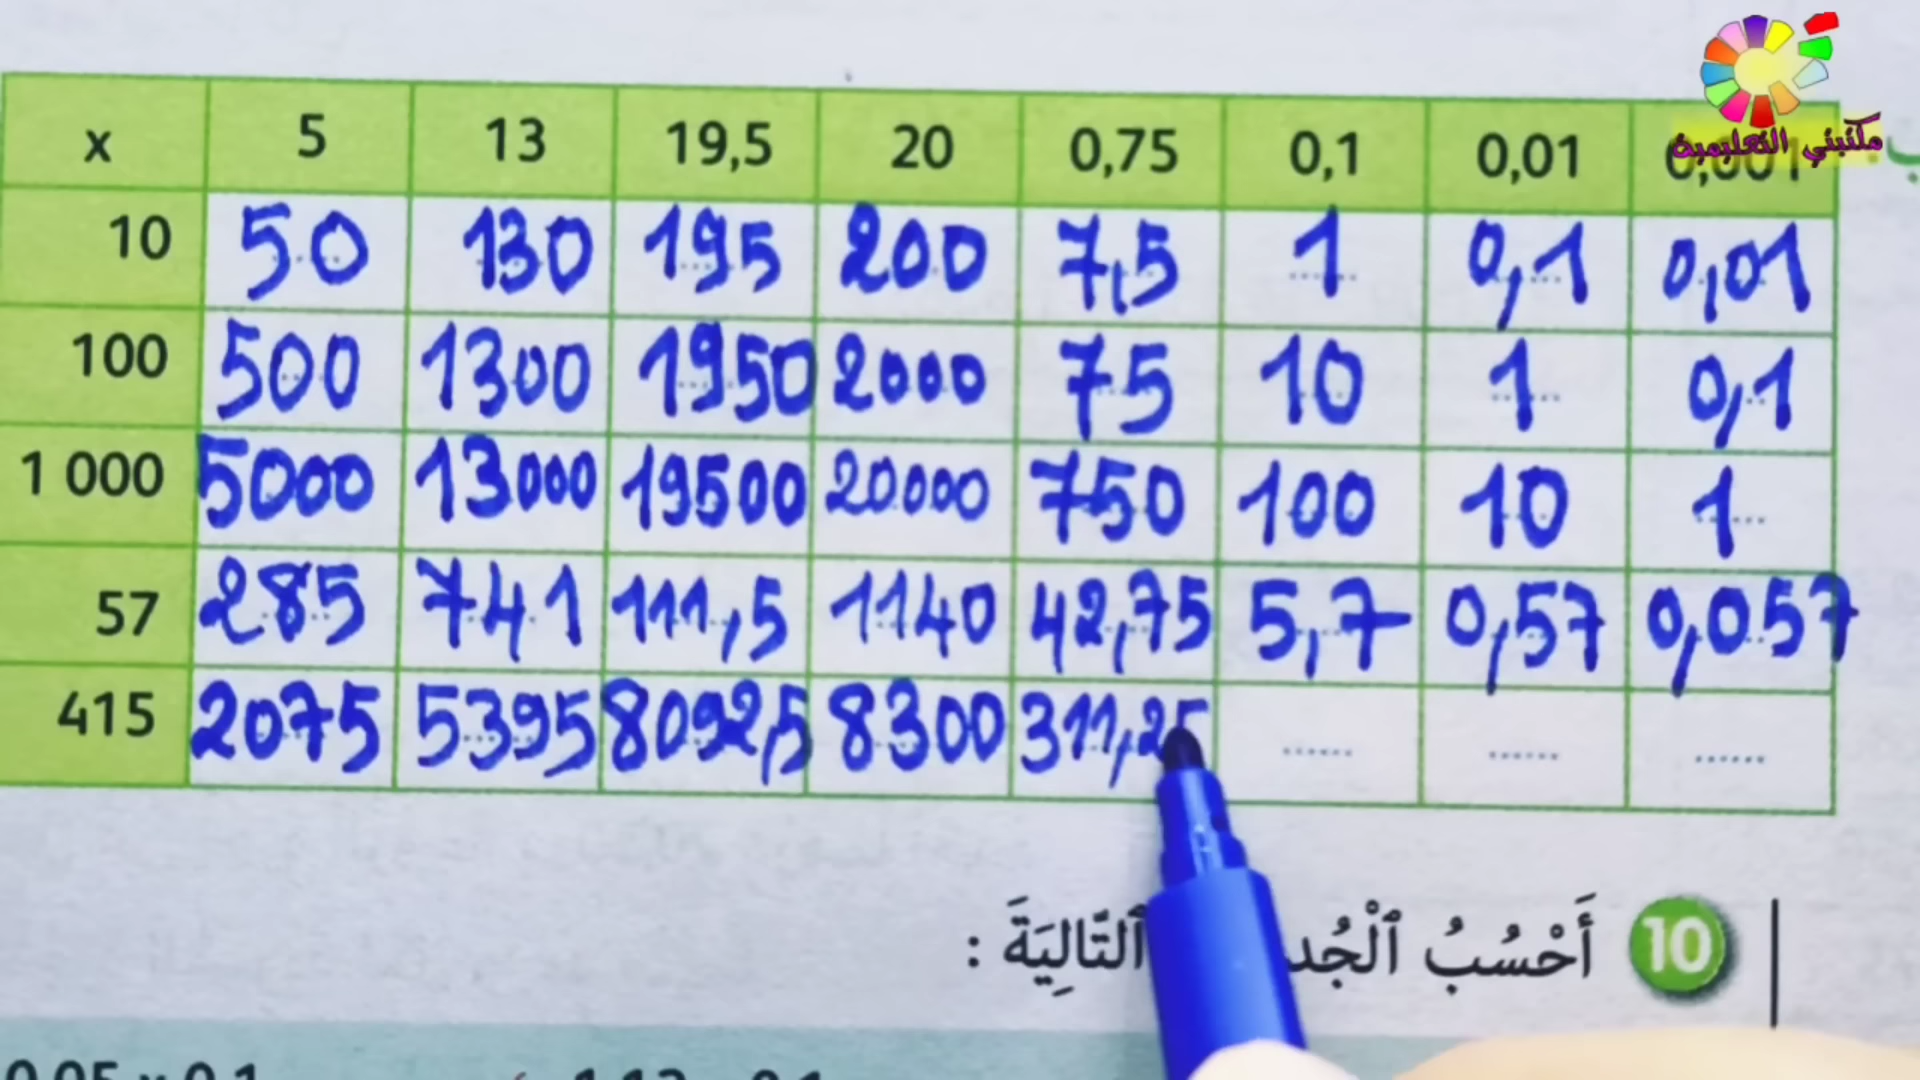 مكتبتي التعليمية
x 5 13 19,5 20 0,75 0,1 0,01 0,001
10 50 130 195 200 7,5 1 0,1 0,01
100 500 1300 1950 2000 75 10 1 0,1
1 000 5000 13000 19500 20000 750 100 10 1
57 285 741 111,5 1140 42,75 5,7 0,57 0,057
415 2075 5395 8092,5 8300 311,25 ...... ...... ......
10 أَحْسُبُ ٱلْجُد ٱلتَّالِيَةَ :